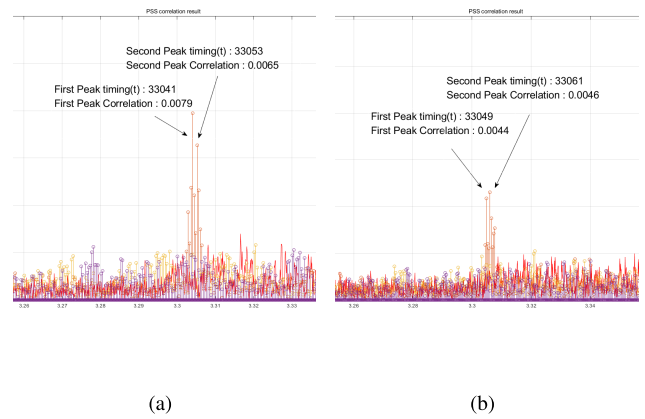 PSS correlation result
Second Peak timing(t) : 33053
Second Peak Correlation : 0.0065
First Peak timing(t) : 33041
First Peak Correlation : 0.0079
3.26 3.27 3.28 3.29 3.3 3.31 3.32 3.33
(a)
PSS correlation result
Second Peak timing(t) : 33061
Second Peak Correlation : 0.0046
First Peak timing(t) : 33049
First Peak Correlation : 0.0044
3.26 3.28 3.3 3.32 3.34
(b)